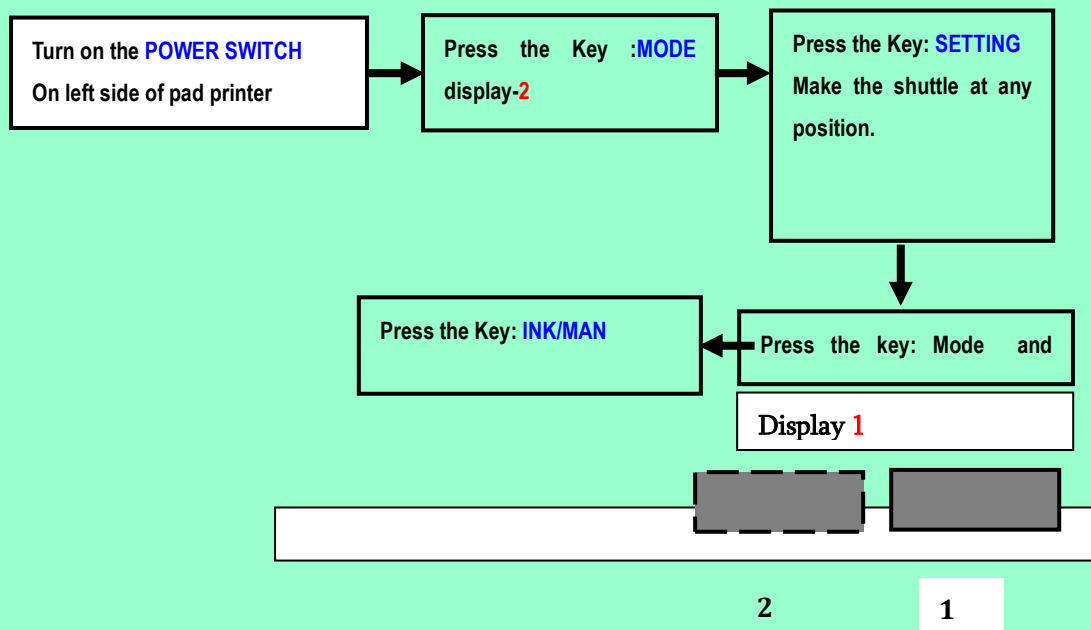 Turn on the POWER SWITCH
On left side of pad printer
Press the Key :MODE
display-2
Press the Key: SETTING
Make the shuttle at any
position.
Press the key: Mode and
Display 1
Press the Key: INK/MAN
2
1